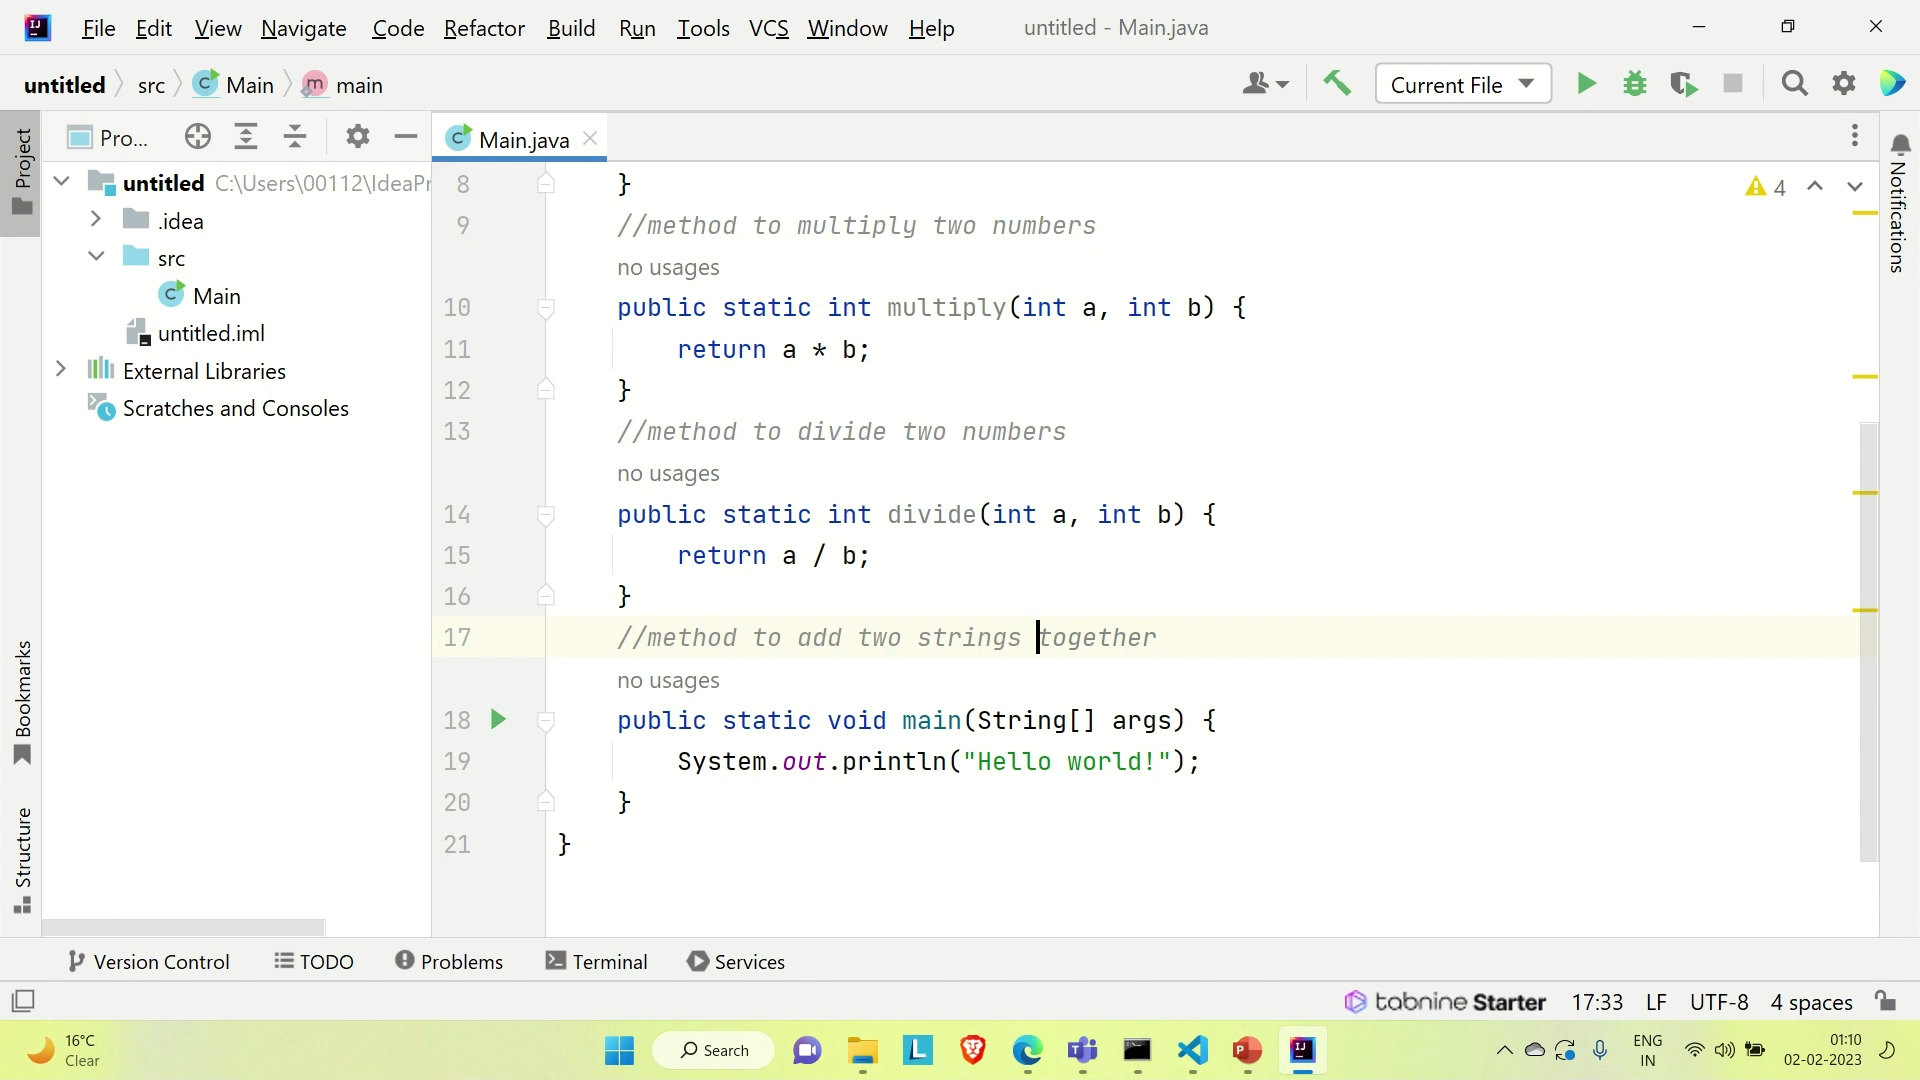 File Edit View Navigate Code Refactor Build Run Tools VCS Window Help untitled - Main.java
untitled src Main main Current File
Project
Pro... Main.java
untitled C:\Users\00112\IdeaPr
.idea
src
Main
untitled.iml
External Libraries
Scratches and Consoles
Bookmarks
Structure
8 }
9 //method to multiply two numbers
no usages
10 public static int multiply(int a, int b) {
11 return a * b;
12 }
13 //method to divide two numbers
no usages
14 public static int divide(int a, int b) {
15 return a / b;
16 }
17 //method to add two strings together
no usages
18 public static void main(String[] args) {
19 System.out.println("Hello world!");
20 }
21 }
4
Notifications
Version Control TODO Problems Terminal Services
tabnine Starter 17:33 LF UTF-8 4 spaces
16°C
Clear
Search
ENG
IN
01:10
02-02-2023